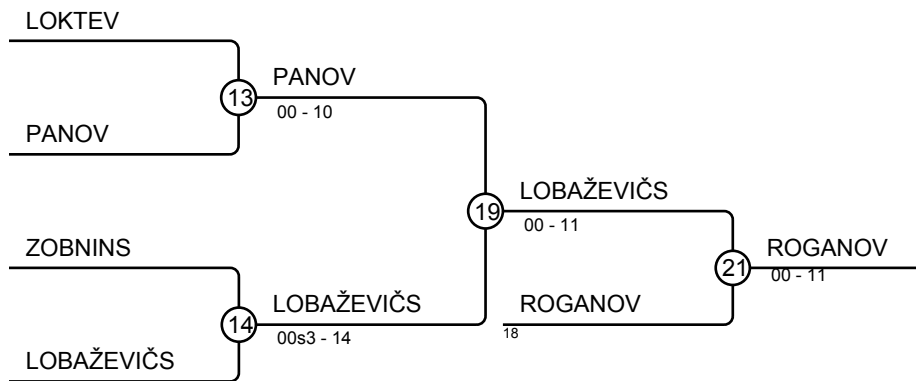 LOKTEV
PANOV
13
00 - 10
PANOV
LOBAŽEVIČS
19
00 - 11
ZOBNINS
ROGANOV
21
00 - 11
LOBAŽEVIČS
ROGANOV
14
00s3 - 14
18
LOBAŽEVIČS